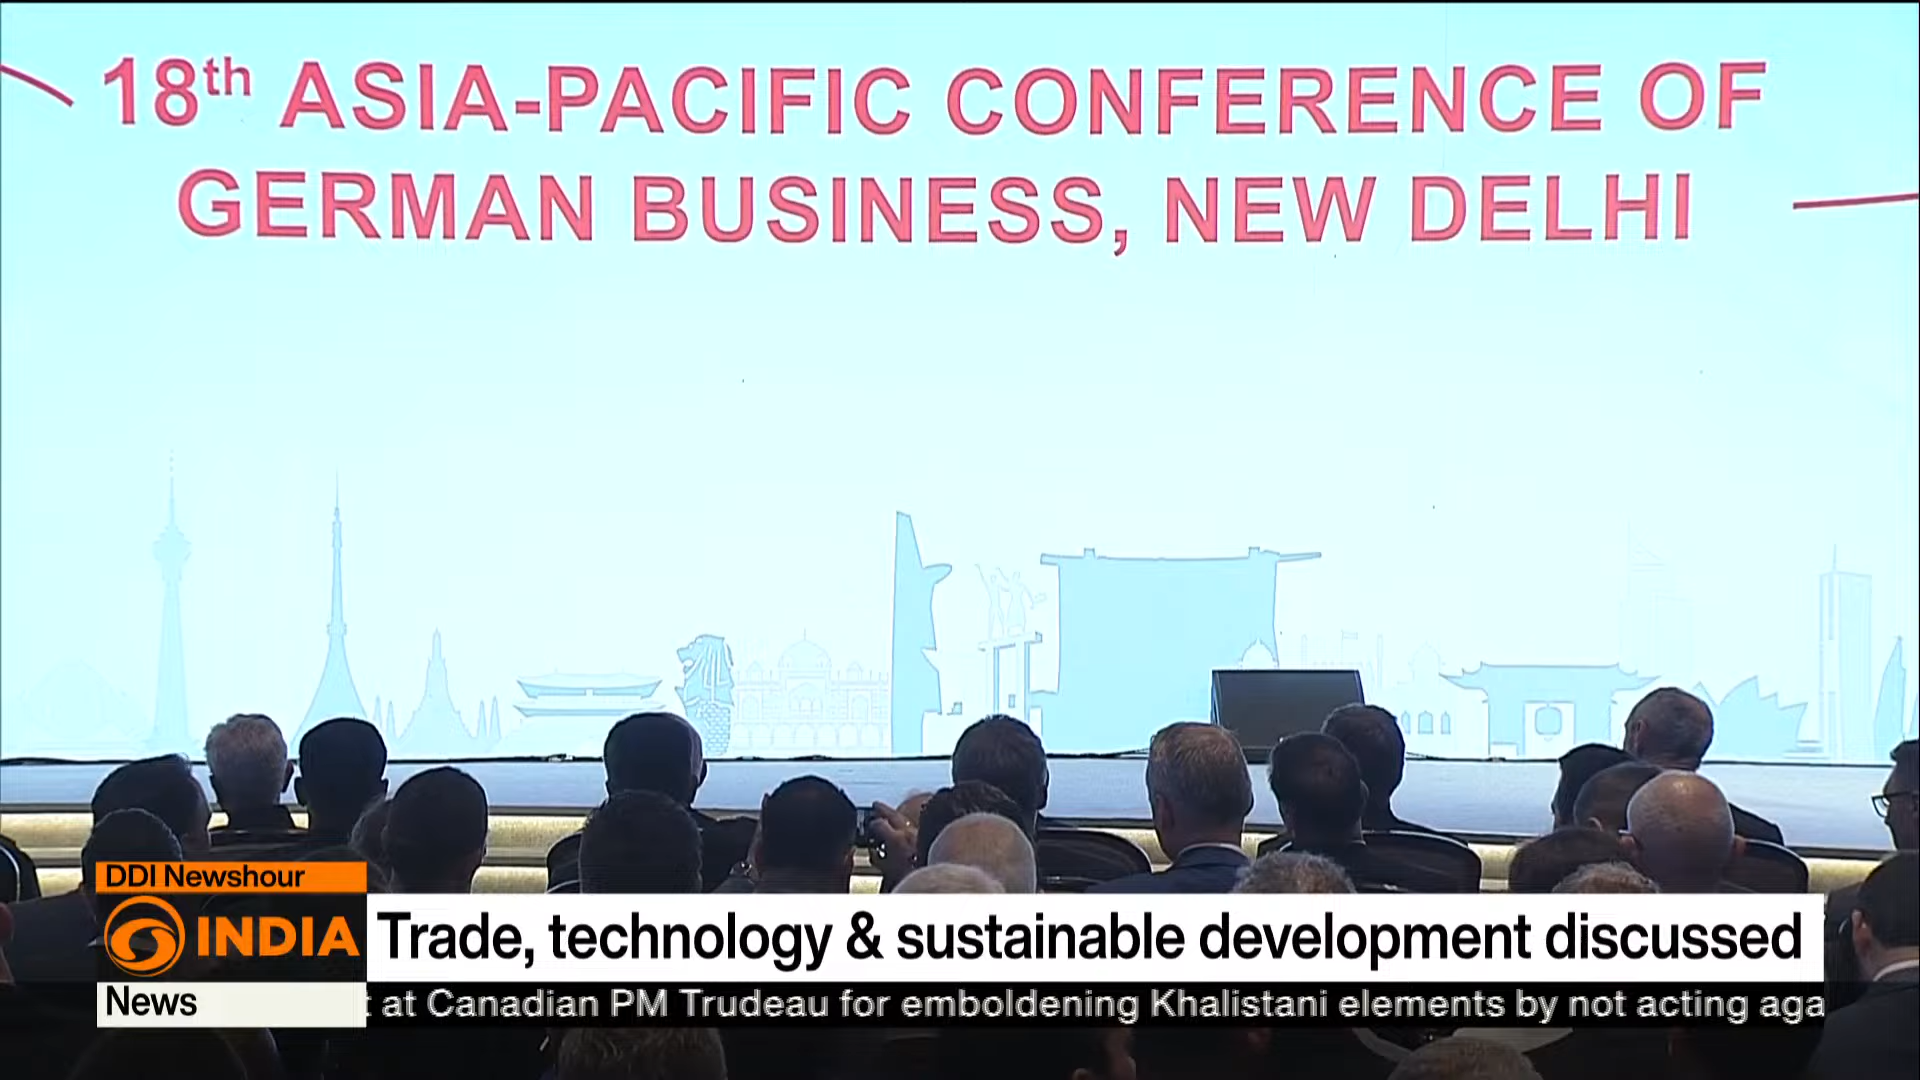 18th ASIA-PACIFIC CONFERENCE OF
GERMAN BUSINESS, NEW DELHI
DDI Newshour
INDIA
Trade, technology & sustainable development discussed
News
at Canadian PM Trudeau for emboldening Khalistani elements by not acting aga